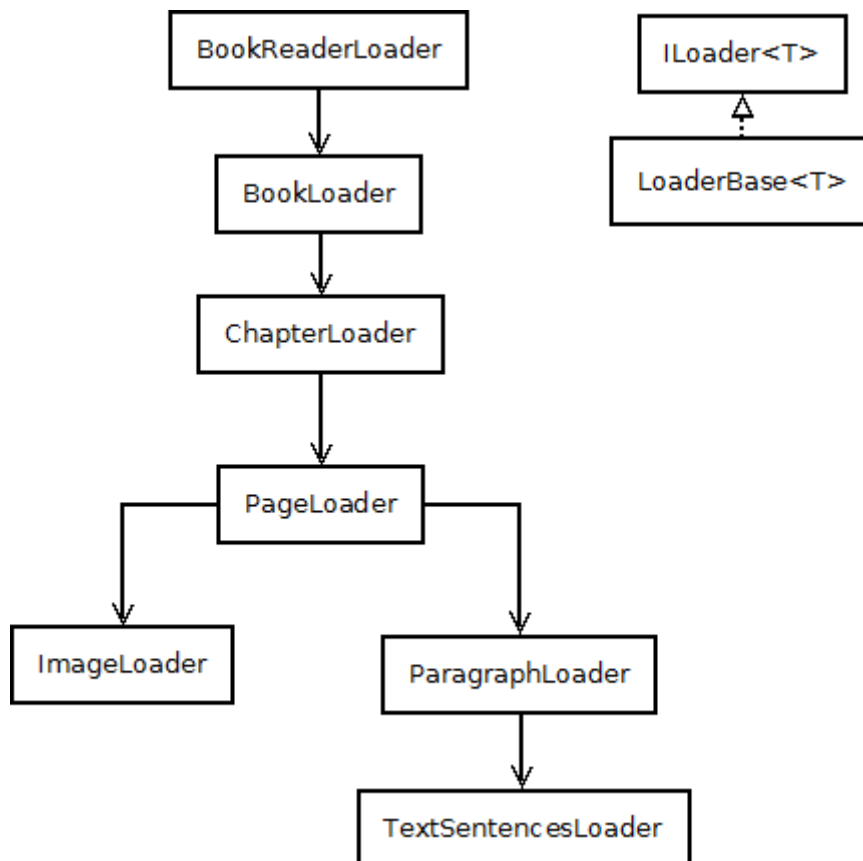 BookReaderLoader
ILoader<T>
BookLoader
LoaderBase<T>
ChapterLoader
PageLoader
ImageLoader
ParagraphLoader
TextSentencesLoader